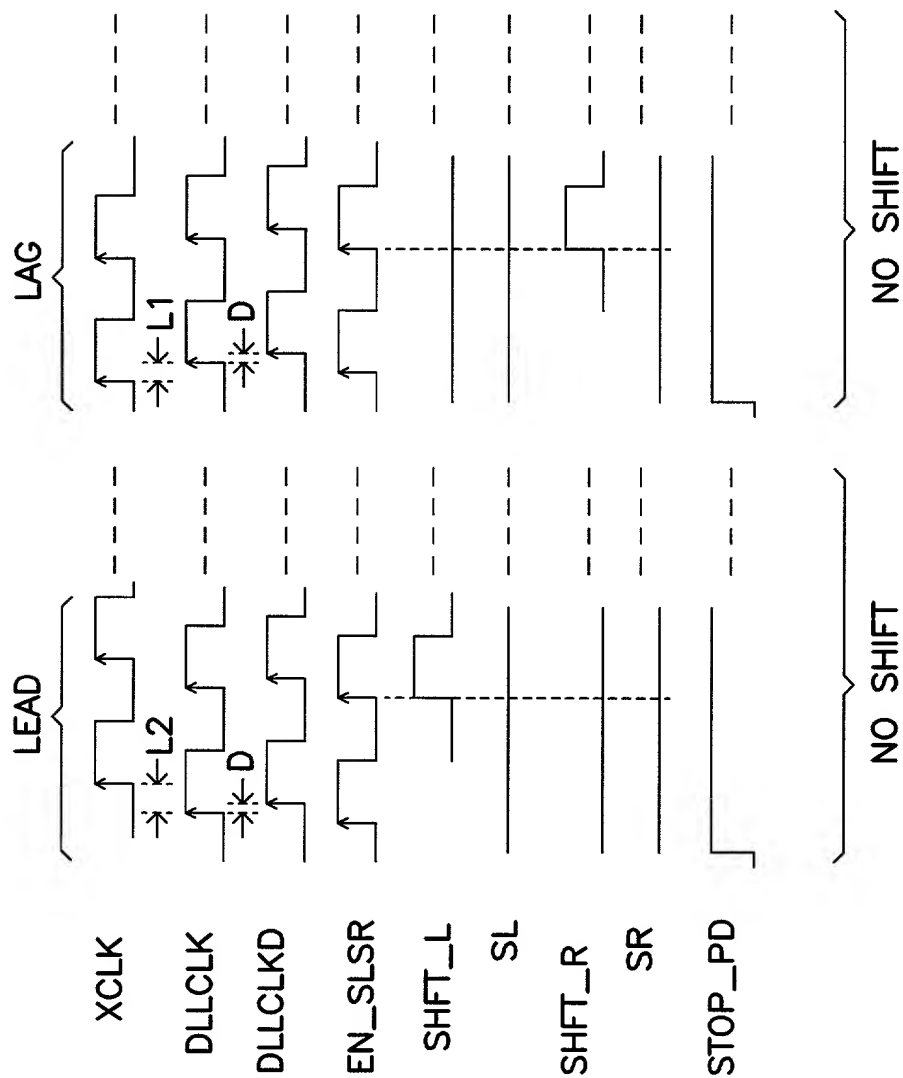 LEAD
LAG
XCLK
L2
L1
DLLCLK
D
D
DLLCLKD
EN_SLSR
SHFT_L
SL
SHFT_R
SR
STOP_PD
NO SHIFT
NO SHIFT